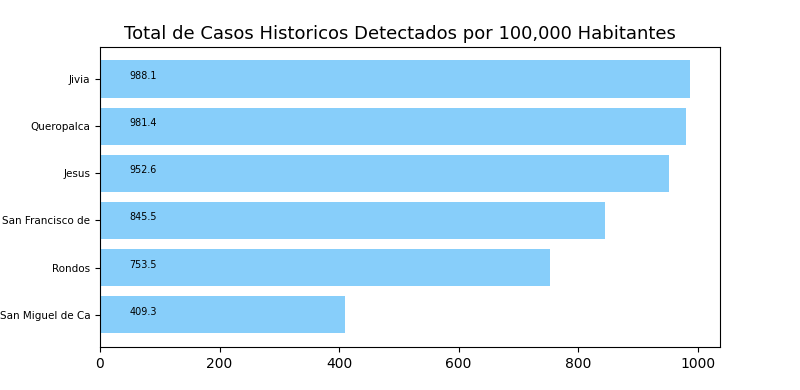 Total de Casos Historicos Detectados por 100,000 Habitantes
Jivia 988.1
Queropalca 981.4
Jesus 952.6
San Francisco de 845.5
Rondos 753.5
San Miguel de Ca 409.3
0 200 400 600 800 1000